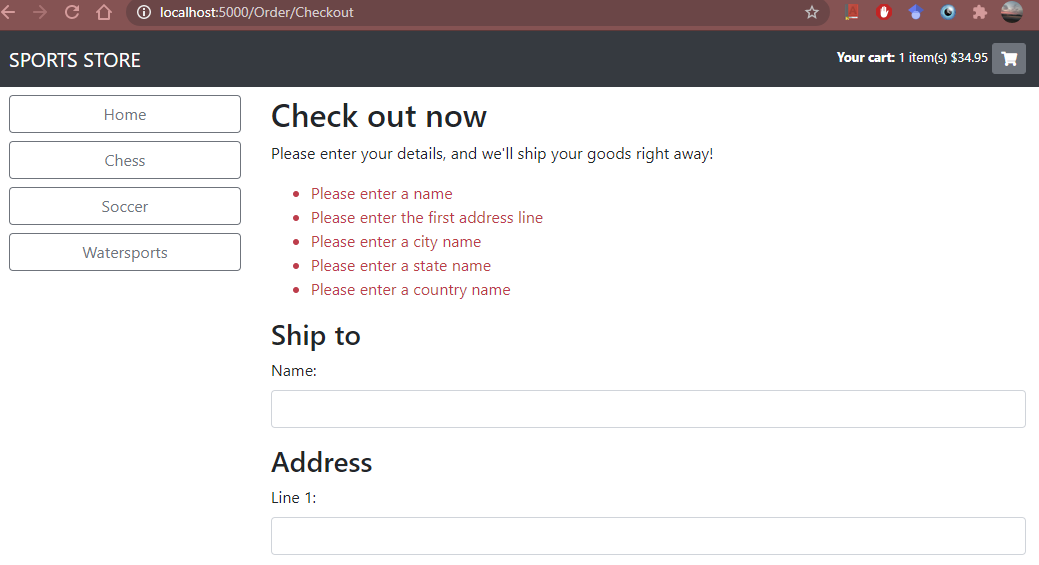 localhost:5000/Order/Checkout
SPORTS STORE
Your cart: 1 item(s) $34.95
Home
Chess
Soccer
Watersports
Check out now
Please enter your details, and we'll ship your goods right away!
Please enter a name
Please enter the first address line
Please enter a city name
Please enter a state name
Please enter a country name
Ship to
Name:
Address
Line 1: